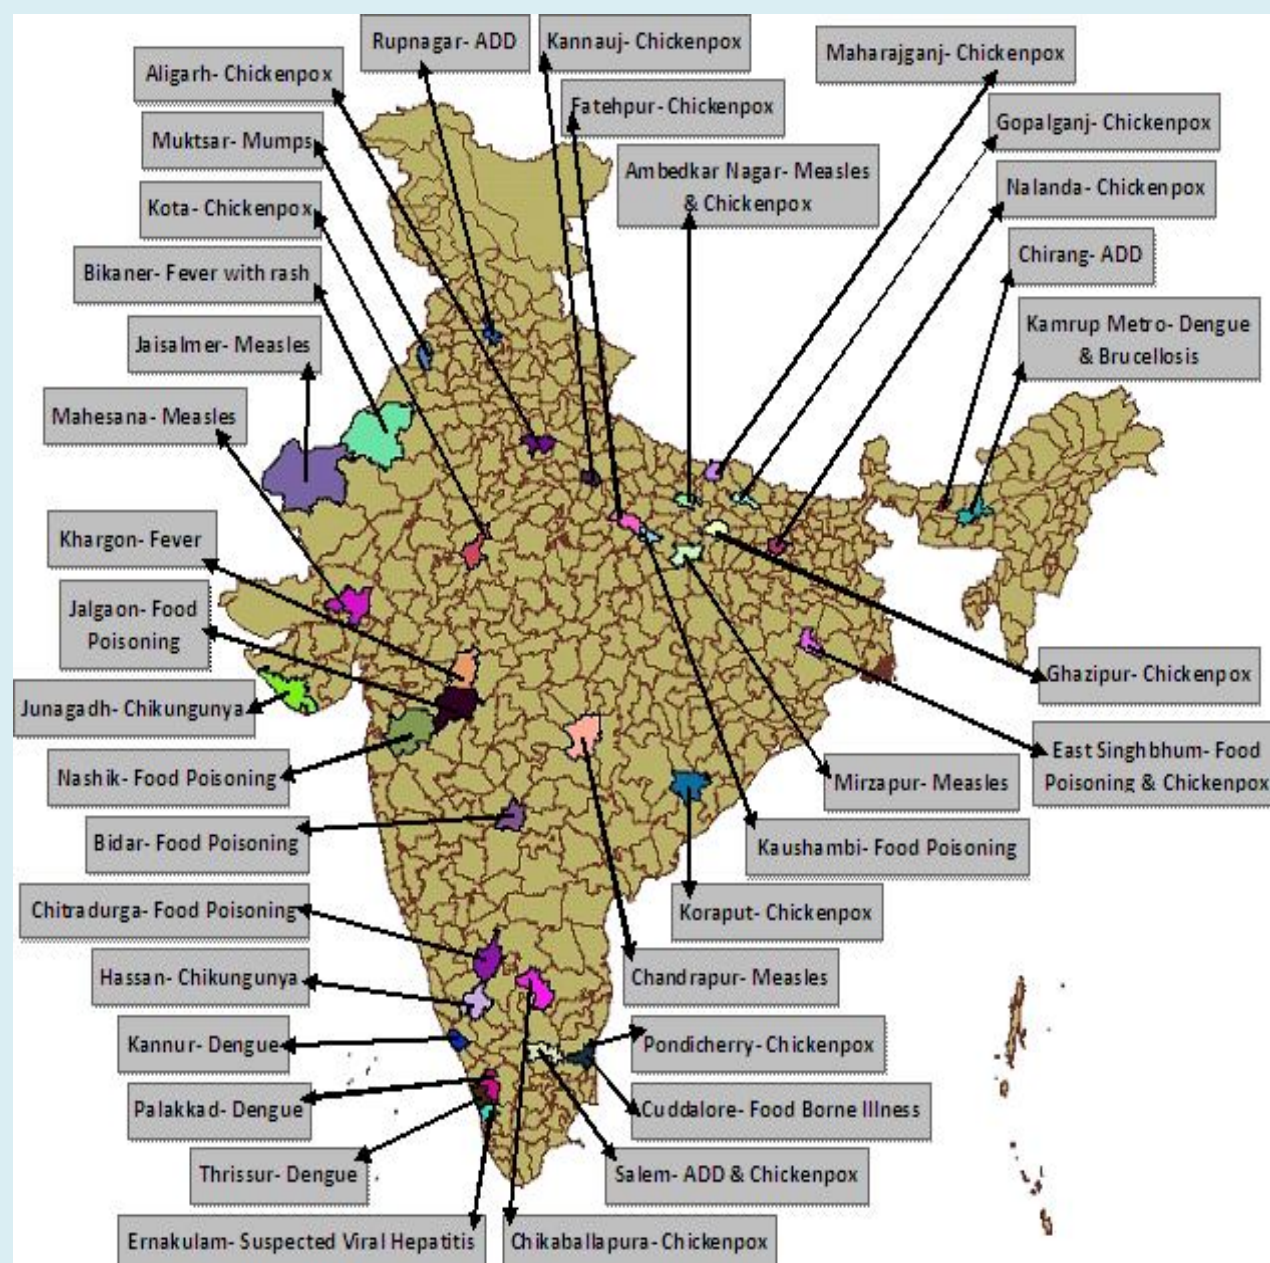 Rupnagar- ADD
Kannauj- Chickenpox
Maharajganj- Chickenpox
Aligarh- Chickenpox
Fatehpur- Chickenpox
Gopalganj- Chickenpox
Muktsar- Mumps
Ambedkar Nagar- Measles
& Chickenpox
Nalanda- Chickenpox
Kota- Chickenpox
Chirang- ADD
Bikaner- Fever with rash
Kamrup Metro- Dengue
& Brucellosis
Jaisalmer- Measles
Mahesana- Measles
Khargon- Fever
Jalgaon- Food
Poisoning
Ghazipur- Chickenpox
Junagadh- Chikungunya
East Singhbhum- Food
Poisoning & Chickenpox
Nashik- Food Poisoning
Mirzapur- Measles
Bidar- Food Poisoning
Kaushambi- Food Poisoning
Chitradurga- Food Poisoning
Koraput- Chickenpox
Hassan- Chikungunya
Chandrapur- Measles
Kannur- Dengue
Pondicherry- Chickenpox
Palakkad- Dengue
Cuddalore- Food Borne Illness
Thrissur- Dengue
Salem- ADD & Chickenpox
Ernakulam- Suspected Viral Hepatitis
Chikaballapura- Chickenpox